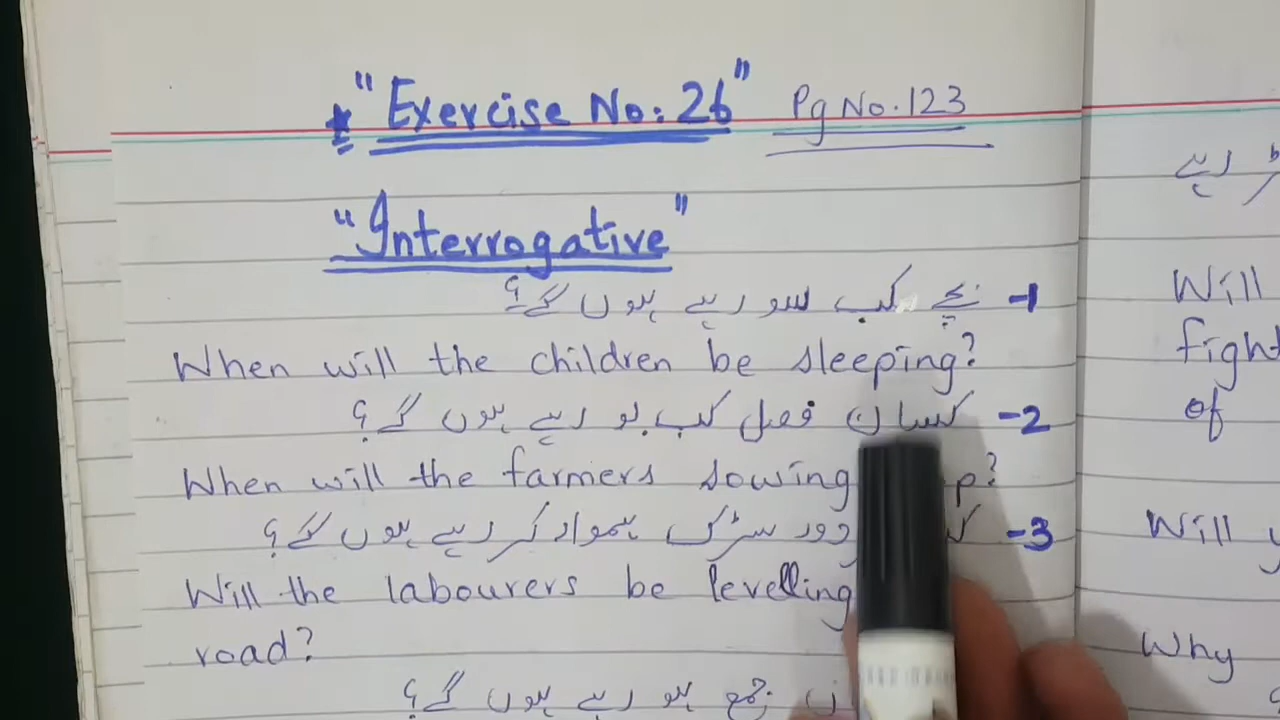 * "Exercise No: 26" Pg No. 123
"Interrogative"
1- بچے کب سو رہے ہوں گے؟
When will the children be sleeping?
2- کسان فصل کب بو رہے ہوں گے؟
When will the farmers sowing
3- سڑک ہموار کر رہے ہوں گے؟
Will the labourers be levelling
road?
جمع ہو رہے ہوں گے؟
رہے
Will
fight
of
Will
Why